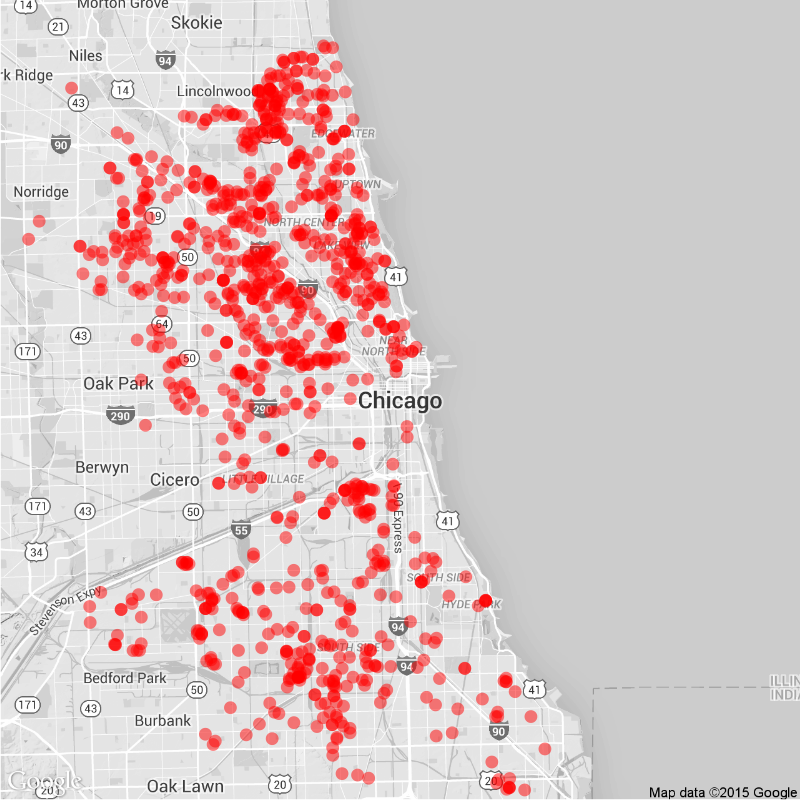 Morton Grove
14
21
Skokie
Niles
94
rk Ridge
14
Lincolnwoo
43
EDGEWATER
90
Norridge
UPTOWN
19
NORTH CENTER
50
41
90
64
43
NEAR
NORTH SIDE
171
50
Oak Park
Chicago
290
290
Berwyn
Cicero
LITTLE VILLAGE
171
43
50
90 Express
41
55
34
SOUTH SIDE
Stevenson Expy
HYDE PARK
94
SOUTH SIDE
94
Bedford Park
50
41
ILLIN
INDIA
171
43
Burbank
90
Google
20
Oak Lawn
20
20
Map data ©2015 Google